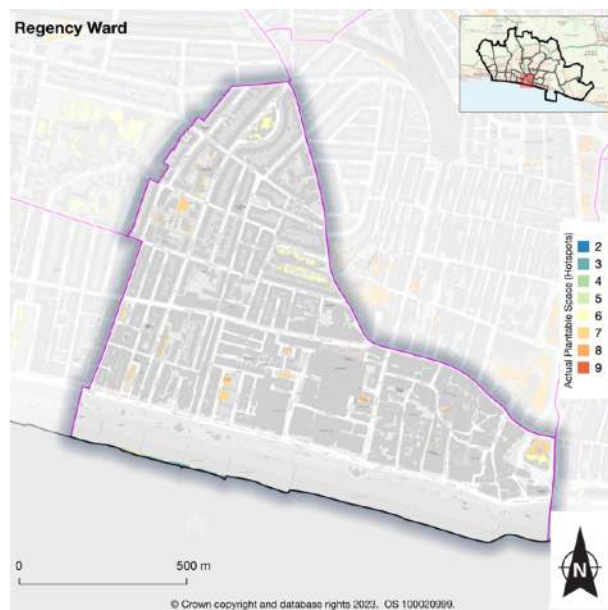 Regency Ward
Actual Plantable Space (Hotspots)
2
3
4
5
6
7
8
9
0
500 m
N
© Crown copyright and database rights 2023. OS 100020999.